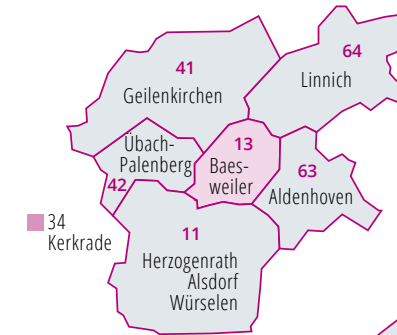 64
Linnich
41
Geilenkirchen
Übach-
Palenberg
42
13
Baes-
weiler
63
Aldenhoven
34
Kerkrade
11
Herzogenrath
Alsdorf
Würselen